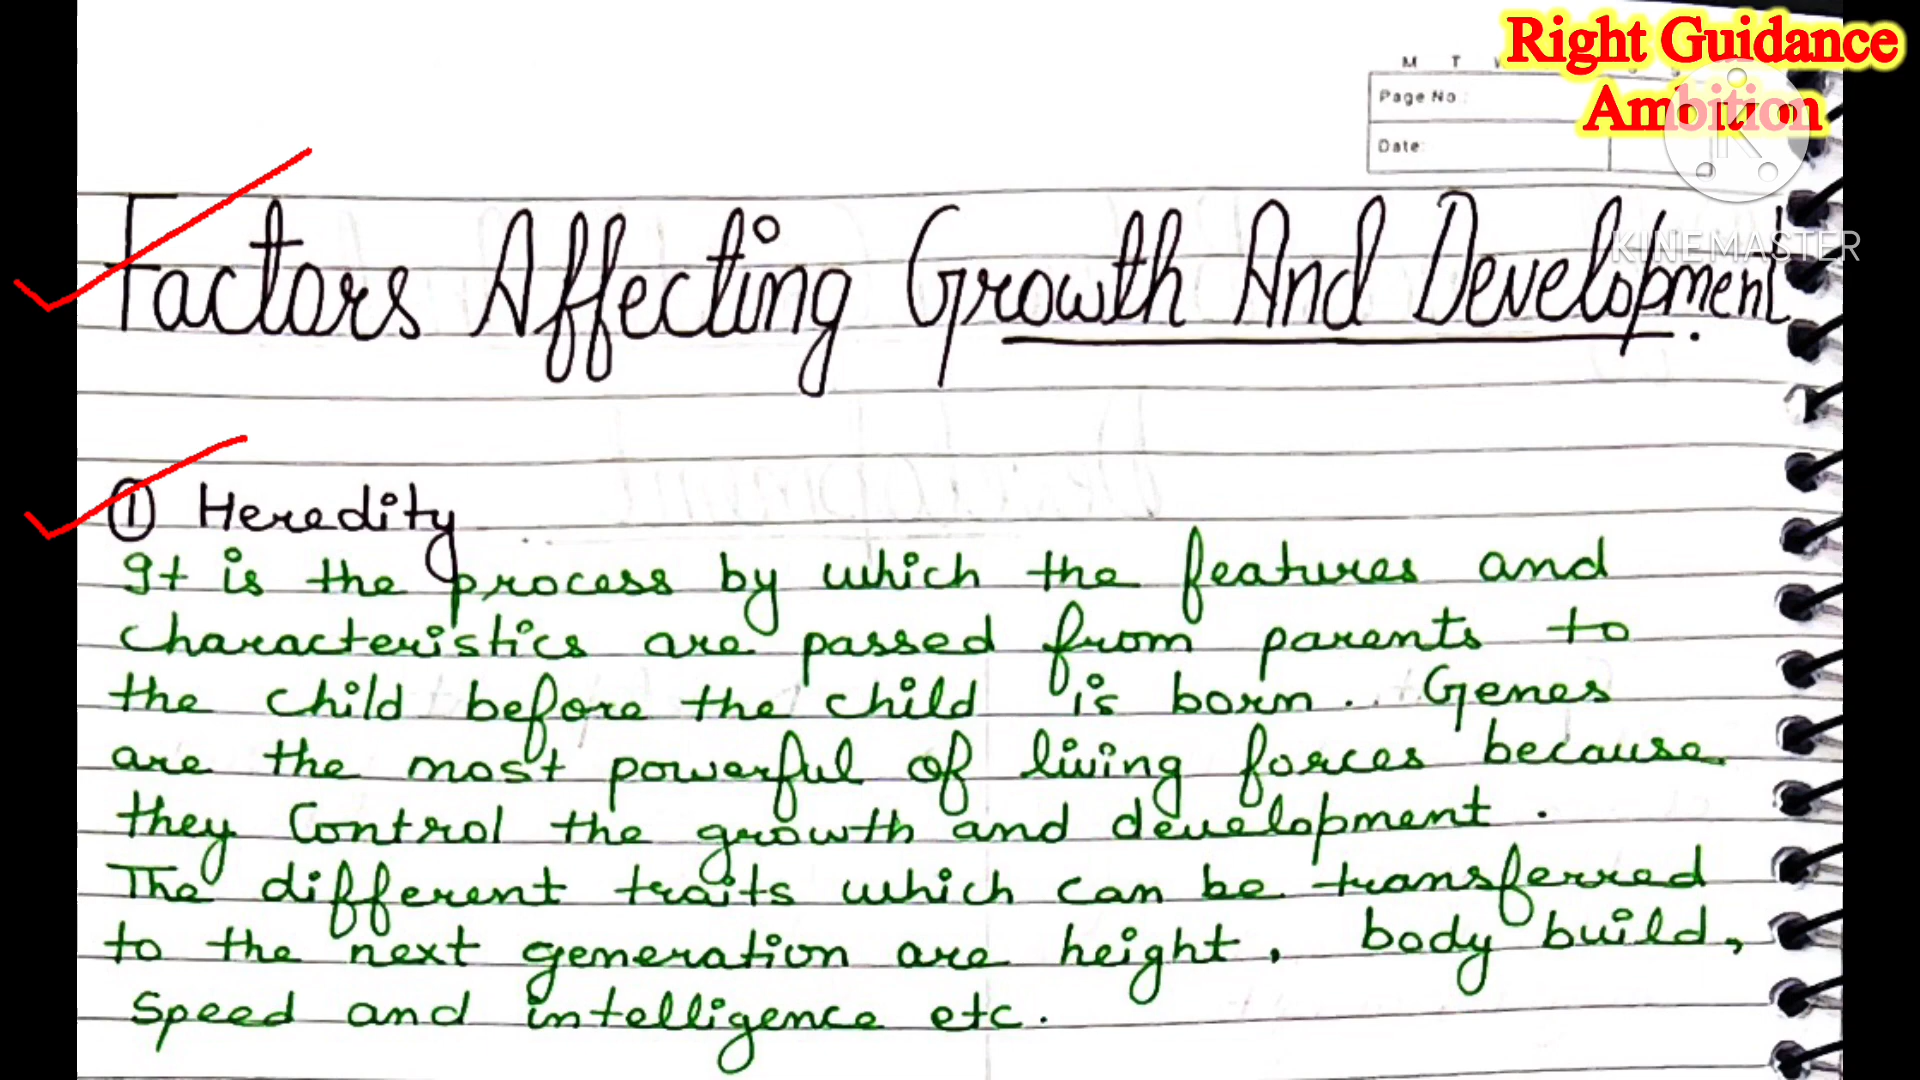 Right Guidance
Ambition
M T
Page No.:
Date:
K
KINEMASTER
Factors Affecting Growth And Development.
① Heredity
It is the process by which the features and
characteristics are passed from parents to
the child before the child is born. Genes
are the most powerful of living forces because
they control the growth and development.
The different traits which can be transferred
to the next generation are height, body build,
speed and intelligence etc.